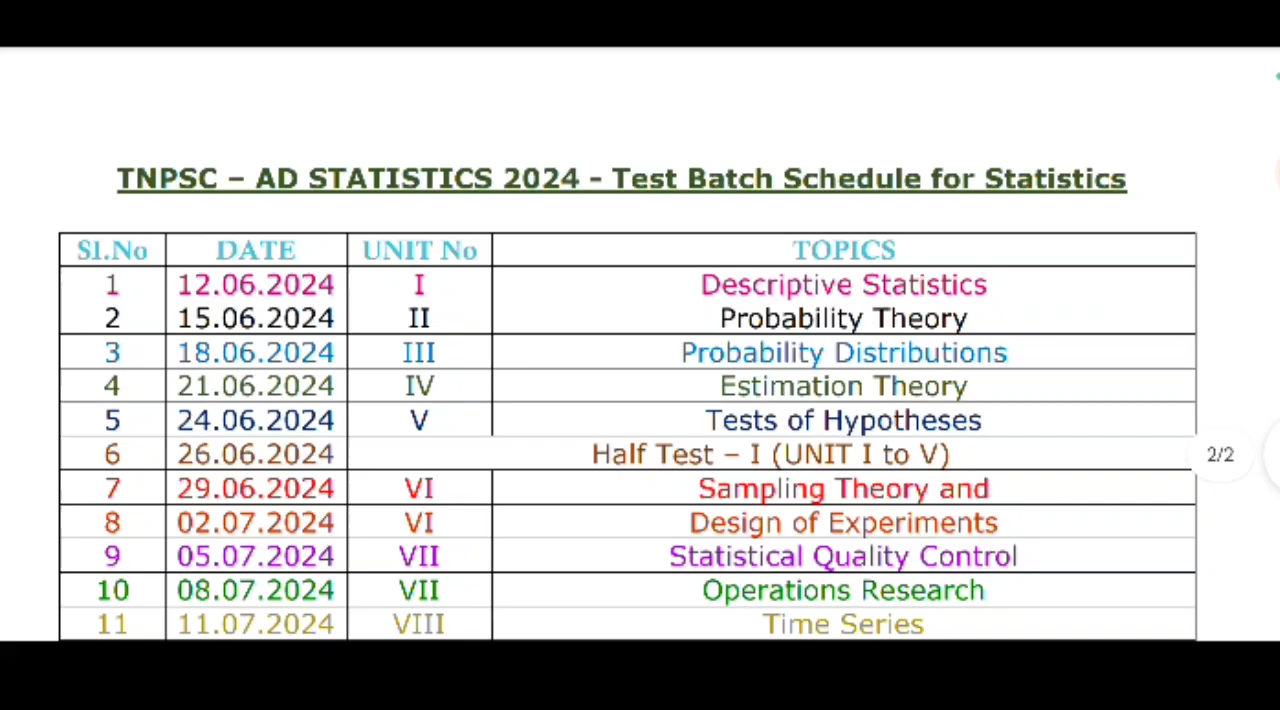 TNPSC – AD STATISTICS 2024 - Test Batch Schedule for Statistics
Sl.No DATE UNIT No TOPICS
1 12.06.2024 I Descriptive Statistics
2 15.06.2024 II Probability Theory
3 18.06.2024 III Probability Distributions
4 21.06.2024 IV Estimation Theory
5 24.06.2024 V Tests of Hypotheses
6 26.06.2024 Half Test – I (UNIT I to V)
2/2
7 29.06.2024 VI Sampling Theory and
8 02.07.2024 VI Design of Experiments
9 05.07.2024 VII Statistical Quality Control
10 08.07.2024 VII Operations Research
11 11.07.2024 VIII Time Series